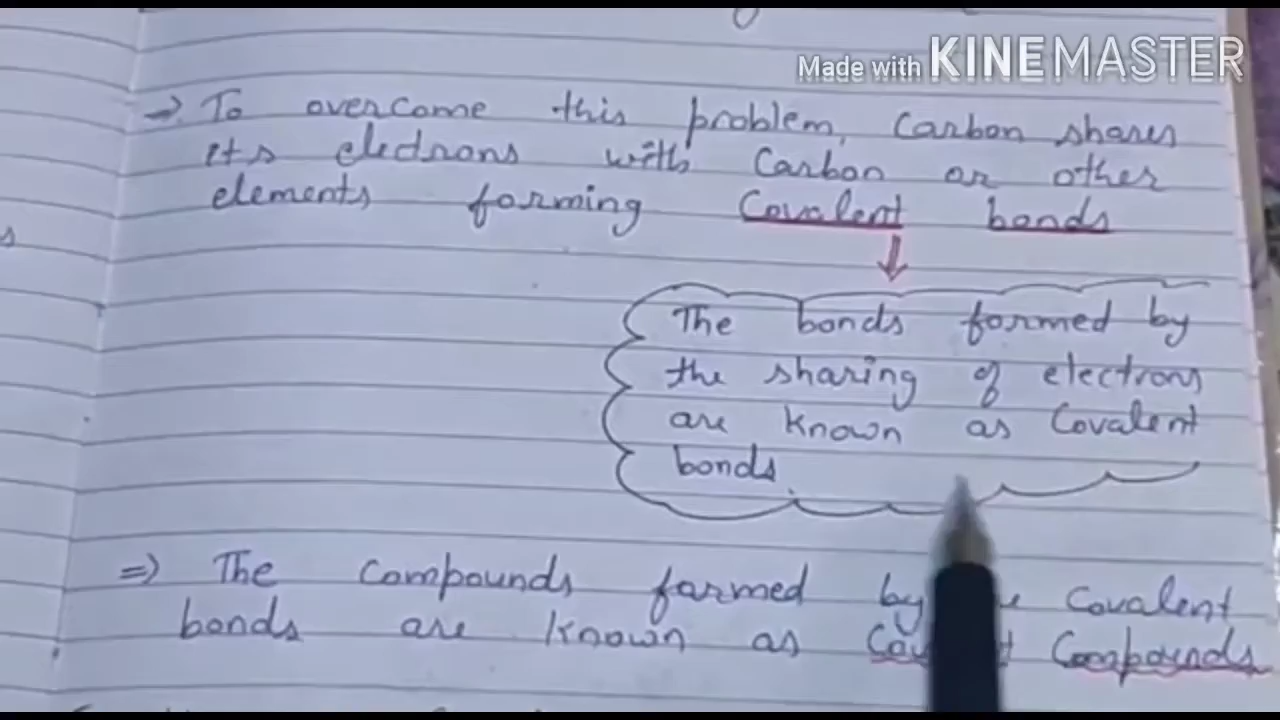 Made with KINEMASTER
→ To overcome this problem, Carbon shares
its electrons with Carbon or other
elements forming Covalent bonds
↓
The bonds formed by
the sharing of electrons
are known as Covalent
bonds.
⇒ The Compounds formed by Covalent
bonds are known as Compounds